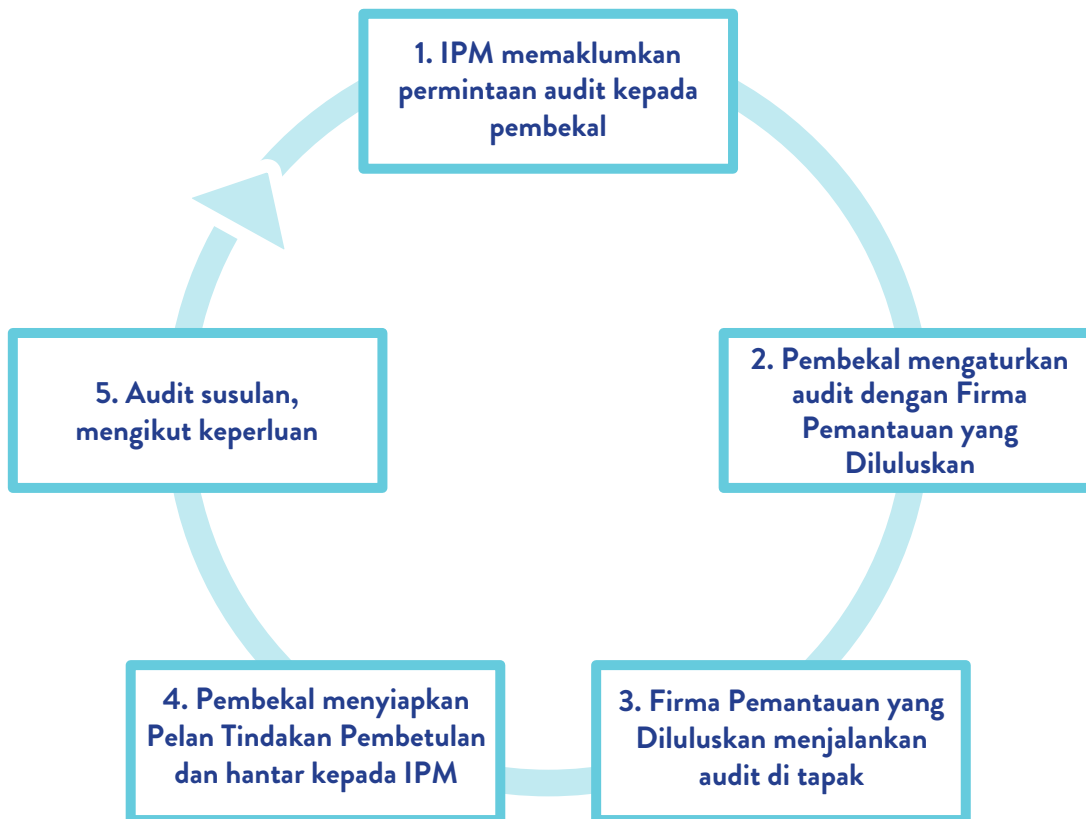 1. IPM memaklumkan
permintaan audit kepada
pembekal
2. Pembekal mengaturkan
audit dengan Firma
Pemantauan yang
Diluluskan
3. Firma Pemantauan yang
Diluluskan menjalankan
audit di tapak
4. Pembekal menyiapkan
Pelan Tindakan Pembetulan
dan hantar kepada IPM
5. Audit susulan,
mengikut keperluan